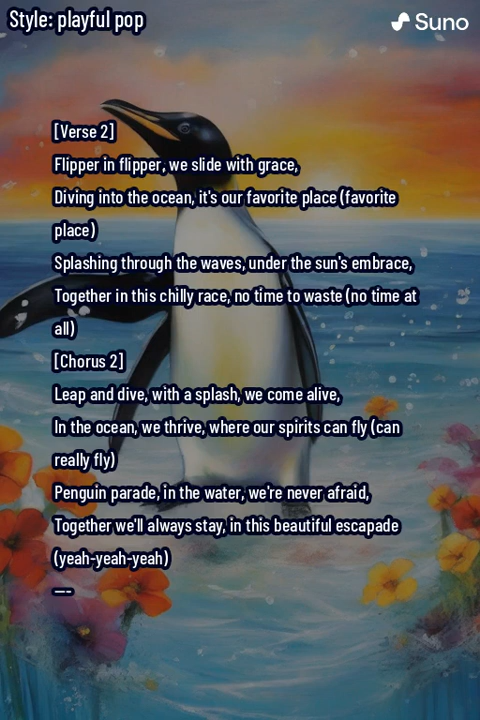 Style: playful pop
Suno
[Verse 2]
Flipper in flipper, we slide with grace,
Diving into the ocean, it's our favorite place (favorite
place)
Splashing through the waves, under the sun's embrace,
Together in this chilly race, no time to waste (no time at
all)
[Chorus 2]
Leap and dive, with a splash, we come alive,
In the ocean, we thrive, where our spirits can fly (can
really fly)
Penguin parade, in the water, we're never afraid,
Together we'll always stay, in this beautiful escapade
(yeah-yeah-yeah)
---